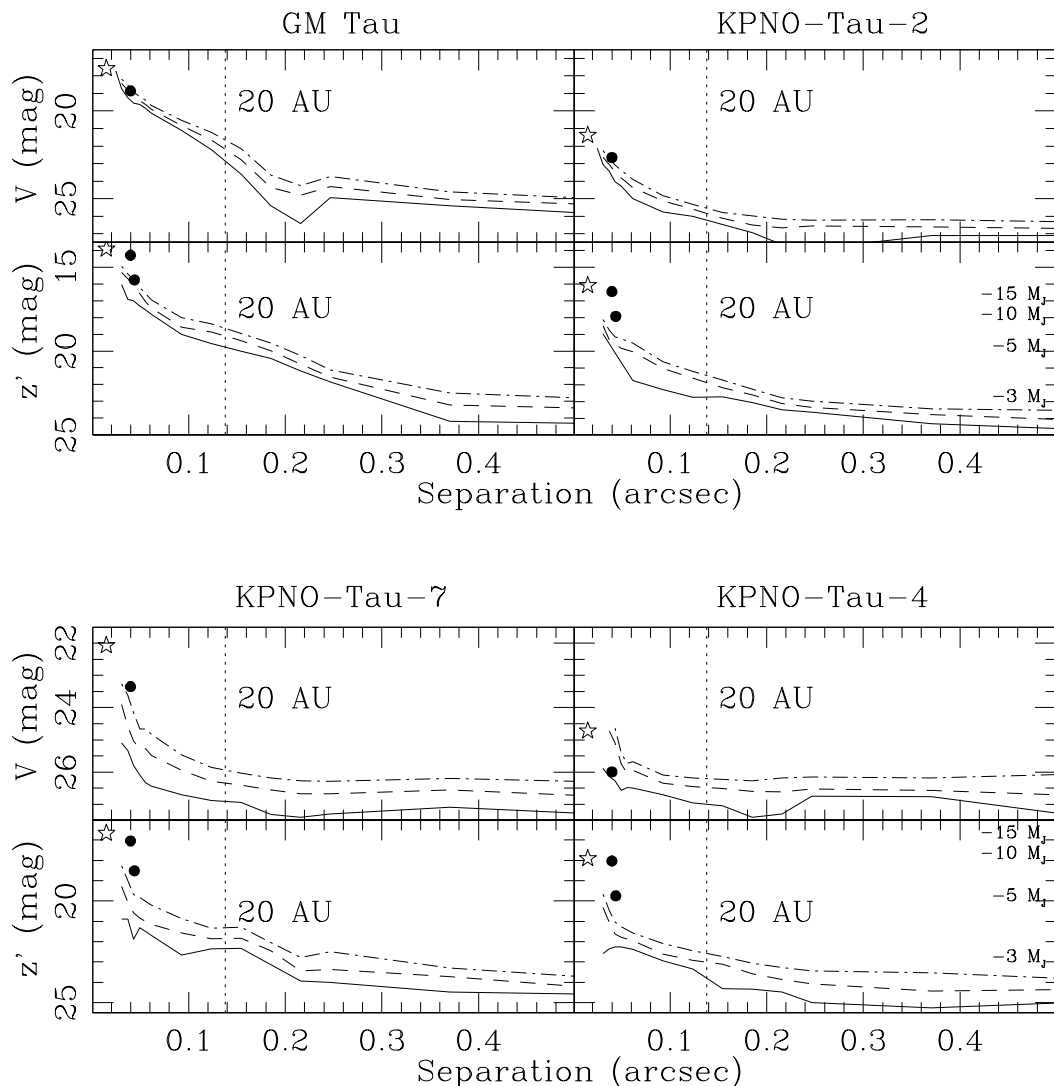 GM Tau KPNO−Tau−2
V (mag)
20
25
20 AU
20 AU
z' (mag)
15
20
25
20 AU
20 AU
−15 M_J
−10 M_J
−5 M_J
−3 M_J
0.1 0.2 0.3 0.4 0.1 0.2 0.3 0.4
Separation (arcsec) Separation (arcsec)
KPNO−Tau−7 KPNO−Tau−4
V (mag)
22
24
26
20 AU
20 AU
z' (mag)
20
25
20 AU
20 AU
−15 M_J
−10 M_J
−5 M_J
−3 M_J
0.1 0.2 0.3 0.4 0.1 0.2 0.3 0.4
Separation (arcsec) Separation (arcsec)